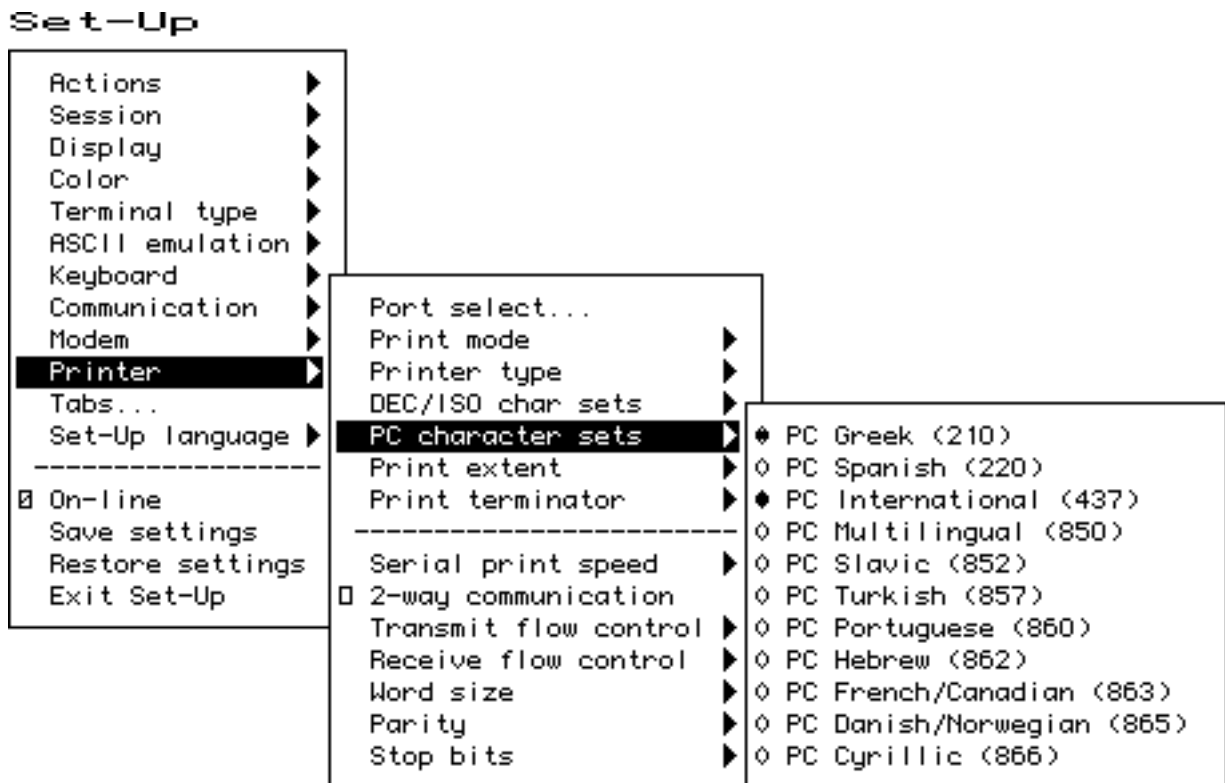 Set-Up
Actions
Session
Display
Color
Terminal type
ASCII emulation
Keyboard
Communication
Modem
Printer
Tabs...
Set-Up language
On-line
Save settings
Restore settings
Exit Set-Up
Port select...
Print mode
Printer type
DEC/ISO char sets
PC character sets
Print extent
Print terminator
Serial print speed
2-way communication
Transmit flow control
Receive flow control
Word size
Parity
Stop bits
PC Greek (210)
PC Spanish (220)
PC International (437)
PC Multilingual (850)
PC Slavic (852)
PC Turkish (857)
PC Portuguese (860)
PC Hebrew (862)
PC French/Canadian (863)
PC Danish/Norwegian (865)
PC Cyrillic (866)